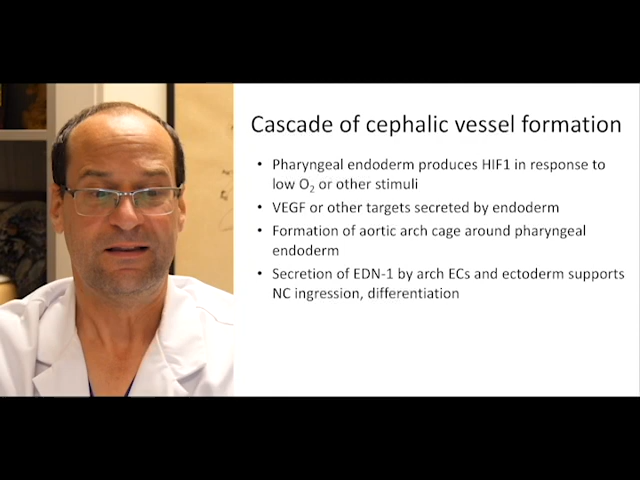 Cascade of cephalic vessel formation
• Pharyngeal endoderm produces HIF1 in response to
low O₂ or other stimuli
• VEGF or other targets secreted by endoderm
• Formation of aortic arch cage around pharyngeal
endoderm
• Secretion of EDN-1 by arch ECs and ectoderm supports
NC ingression, differentiation